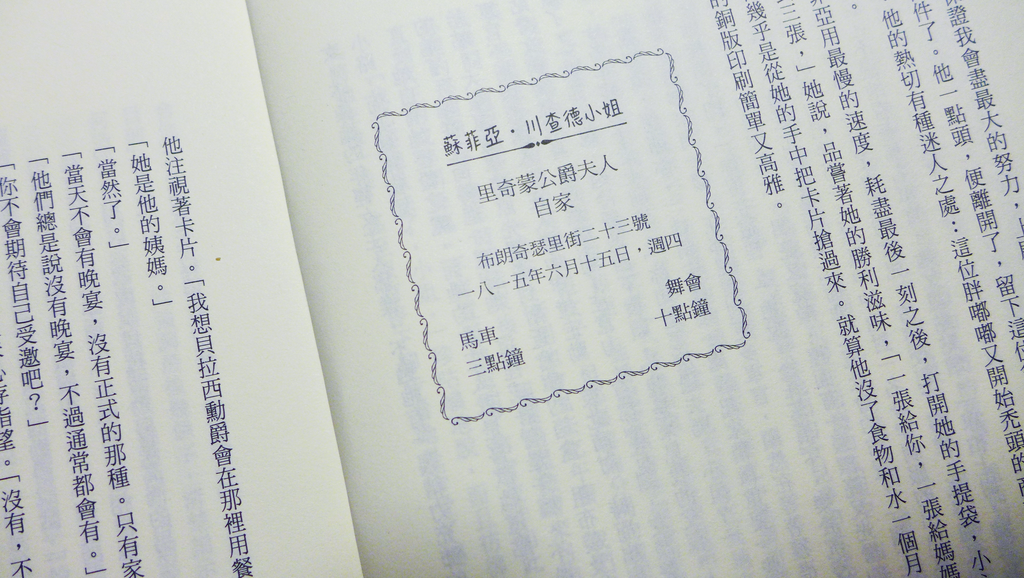 證我會盡最大的努力，
件了。他一點頭，便離開了，留下這
他的熱切有種迷人之處：這位胖嘟嘟又開始禿頭的
。
亞用最慢的速度，耗盡最後一刻之後，打開她的手提袋，小
三張，」她說，品嘗著她的勝利滋味，「一張給你，一張給媽媽
幾乎是從她的手中把卡片搶過來。就算他沒了食物和水一個月
的銅版印刷簡單又高雅。
蘇菲亞・川查德小姐
里奇蒙公爵夫人
自家
布朗奇瑟里街二十三號
一八一五年六月十五日，週四
舞會
十點鐘
馬車
三點鐘
他注視著卡片。「我想貝拉西勳爵會在那裡用餐
「她是他的姨媽。」
「當然了。」
「當天不會有晚宴，沒有正式的那種。只有家
「他們總是說沒有晚宴，不過通常都會有。」
「你不會期待自己受邀吧？」
存指望。「沒有，不